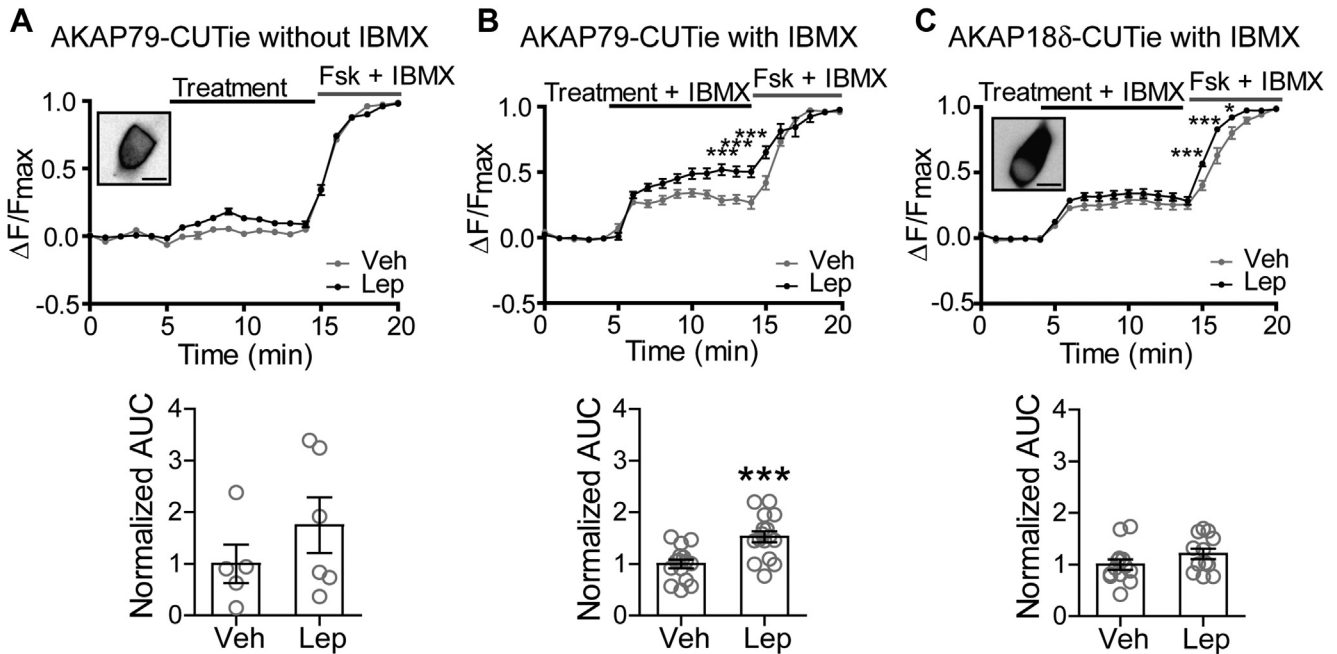 A AKAP79-CUTie without IBMX
Treatment
Fsk + IBMX
ΔF/Fmax
1.0
0.5
0.0
-0.5
Veh
Lep
0 5 10 15 20
Time (min)
B AKAP79-CUTie with IBMX
Treatment + IBMX
Fsk + IBMX
ΔF/Fmax
1.0
0.5
0.0
-0.5
***
***
***
Veh
Lep
0 5 10 15 20
Time (min)
C AKAP18δ-CUTie with IBMX
Treatment + IBMX
Fsk + IBMX
ΔF/Fmax
1.0
0.5
0.0
-0.5
***
***
*
Veh
Lep
0 5 10 15 20
Time (min)
Normalized AUC
4
3
2
1
0
Veh Lep
Normalized AUC
4
3
2
1
0
***
Veh Lep
Normalized AUC
4
3
2
1
0
Veh Lep